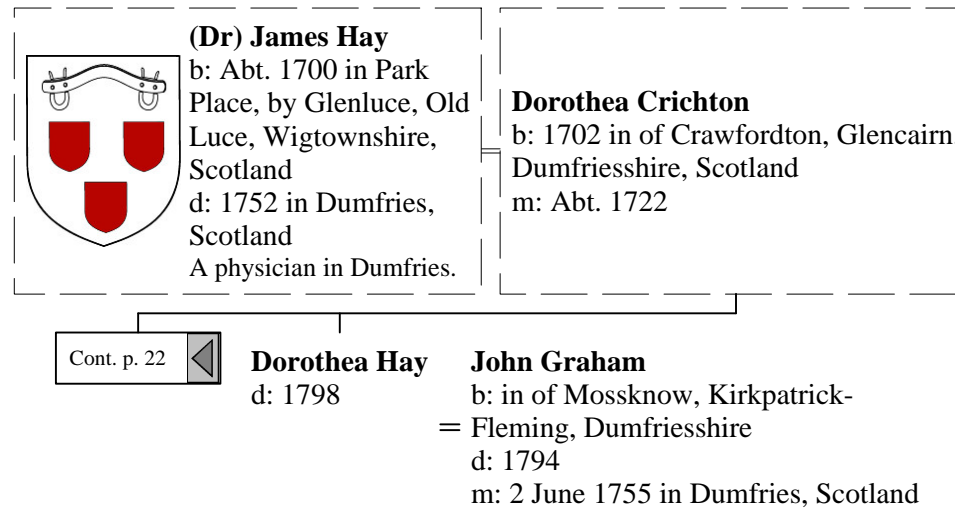 (Dr) James Hay
b: Abt. 1700 in Park
Place, by Glenluce, Old
Luce, Wigtownshire,
Scotland
d: 1752 in Dumfries,
Scotland
A physician in Dumfries.
Dorothea Crichton
b: 1702 in of Crawfordton, Glencairn,
Dumfriesshire, Scotland
m: Abt. 1722
Cont. p. 22
Dorothea Hay
d: 1798
=
John Graham
b: in of Mossknow, Kirkpatrick-
Fleming, Dumfriesshire
d: 1794
m: 2 June 1755 in Dumfries, Scotland